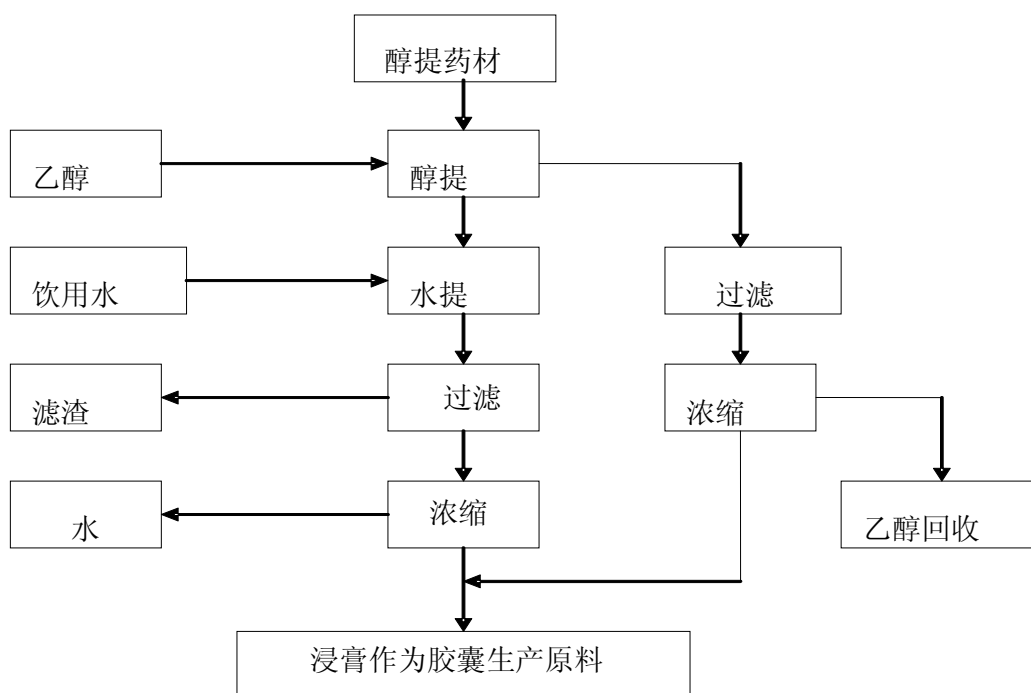 醇提药材
乙醇
醇提
饮用水
水提
过滤
滤渣
过滤
浓缩
水
浓缩
乙醇回收
浸膏作为胶囊生产原料